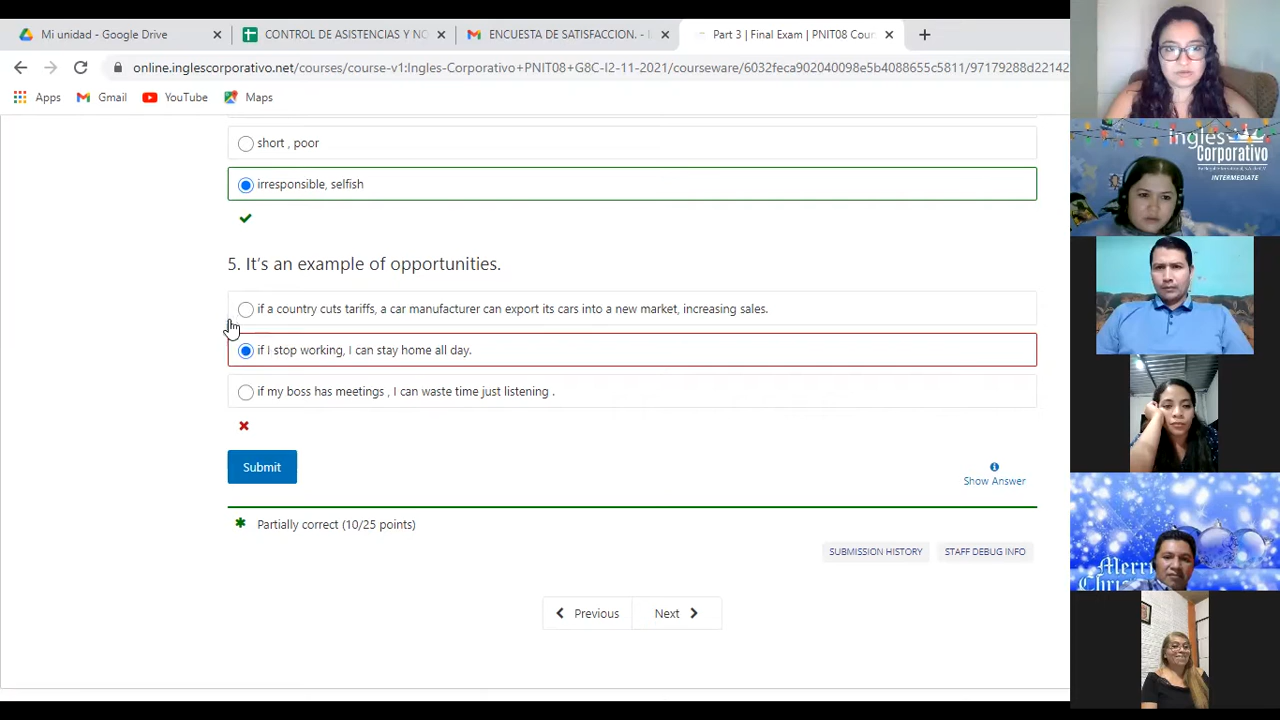 Mi unidad - Google Drive
CONTROL DE ASISTENCIAS Y NO
ENCUESTA DE SATISFACCION. - I
Part 3 | Final Exam | PNIT08 Cour
online.inglescorporativo.net/courses/course-v1:Ingles-Corporativo+PNIT08+G8C-I2-11-2021/courseware/6032feca902040098e5b4088655c5811/97179288d22142
Apps
Gmail
YouTube
Maps
short , poor
irresponsible, selfish
5. It’s an example of opportunities.
if a country cuts tariffs, a car manufacturer can export its cars into a new market, increasing sales.
if I stop working, I can stay home all day.
if my boss has meetings , I can waste time just listening .
Submit
Show Answer
Partially correct (10/25 points)
SUBMISSION HISTORY
STAFF DEBUG INFO
Previous
Next
Ingles
Corporativo
INTERMEDIATE
Merr
Chris